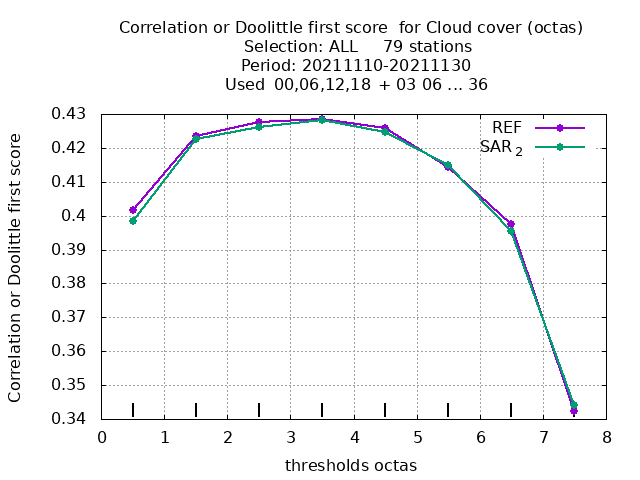 Correlation or Doolittle first score  for Cloud cover (octas)
Selection: ALL     79 stations
Period: 20211110-20211130
Used  00,06,12,18 + 03 06 ... 36
REF
SAR 2
Correlation or Doolittle first score
0.43
0.42
0.41
0.4
0.39
0.38
0.37
0.36
0.35
0.34
0 1 2 3 4 5 6 7 8
thresholds octas